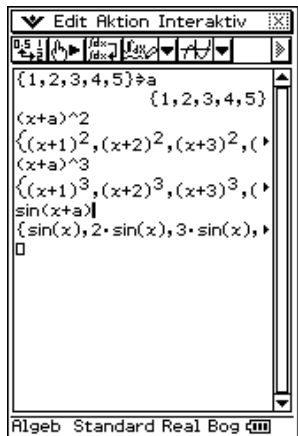 Edit Aktion Interaktiv
{1,2,3,4,5}⇒a
{1,2,3,4,5}
(x+a)^2
{(x+1)²,(x+2)²,(x+3)²,(▸
(x+a)^3
{(x+1)³,(x+2)³,(x+3)³,(▸
sin(x+a)
{sin(x),2·sin(x),3·sin(x),▸
Algeb Standard Real Bog